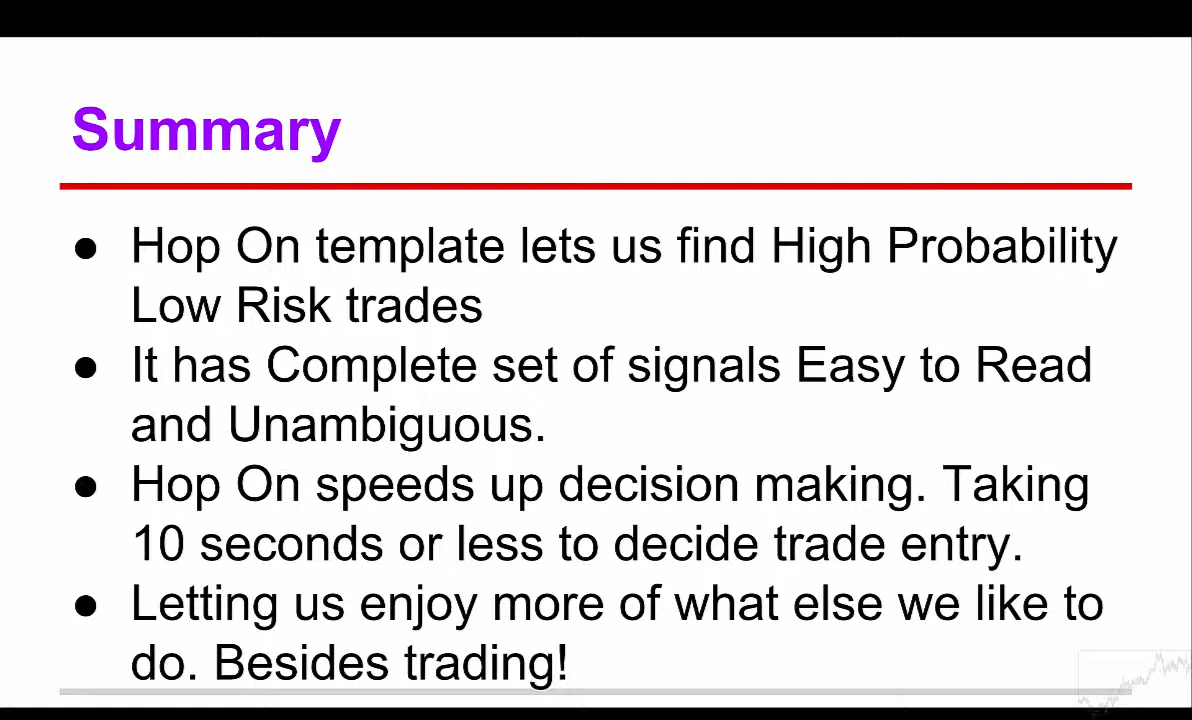 Summary
● Hop On template lets us find High Probability
Low Risk trades
● It has Complete set of signals Easy to Read
and Unambiguous.
● Hop On speeds up decision making. Taking
10 seconds or less to decide trade entry.
● Letting us enjoy more of what else we like to
do. Besides trading!